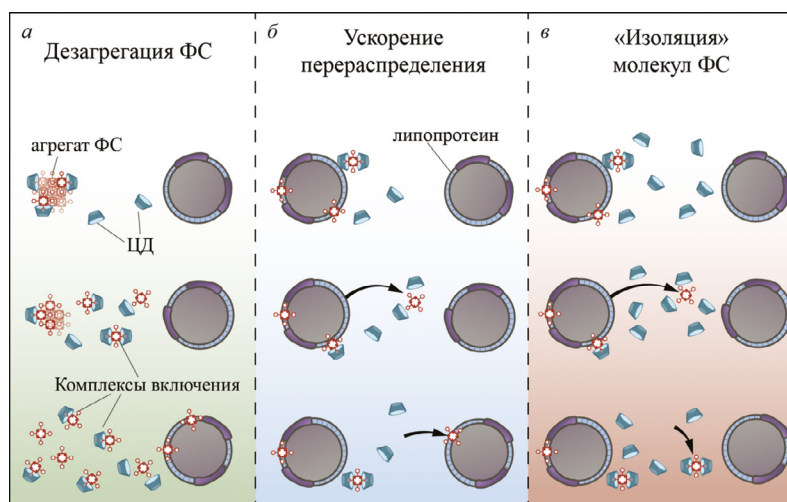 а
Дезагрегация ФС
агрегат ФС
ЦД
Комплексы включения
б
Ускорение
перераспределения
липопротеин
в
«Изоляция»
молекул ФС